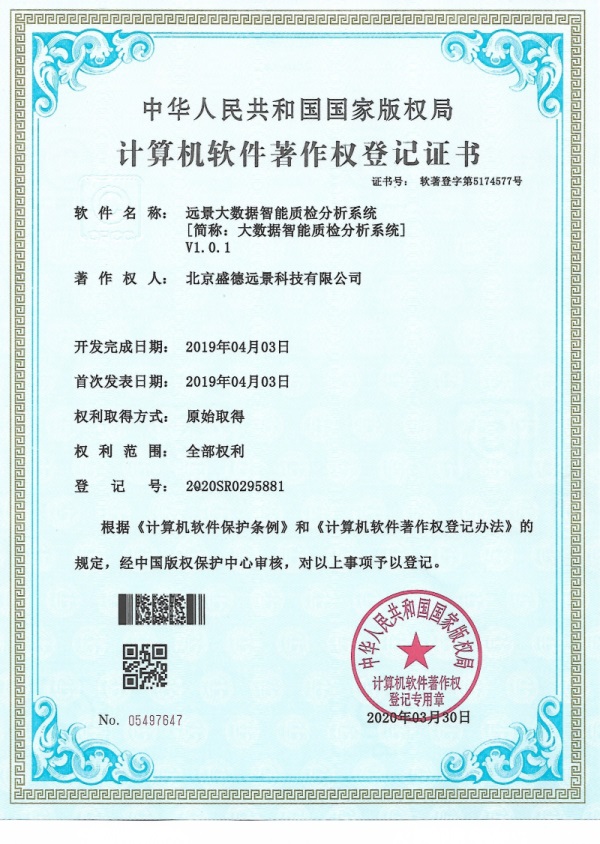 中华人民共和国国家版权局
计算机软件著作权登记证书
证书号： 软著登字第5174577号
软件名称： 远景大数据智能质检分析系统
[简称：大数据智能质检分析系统]
V1.0.1
著作权人： 北京盛德远景科技有限公司
开发完成日期： 2019年04月03日
首次发表日期： 2019年04月03日
权利取得方式： 原始取得
权利范围： 全部权利
登记号： 2020SR0295881
根据《计算机软件保护条例》和《计算机软件著作权登记办法》的
规定，经中国版权保护中心审核，对以上事项予以登记。
中华人民共和国国家版权局
计算机软件著作权
登记专用章
No. 05497647
2020年03月30日